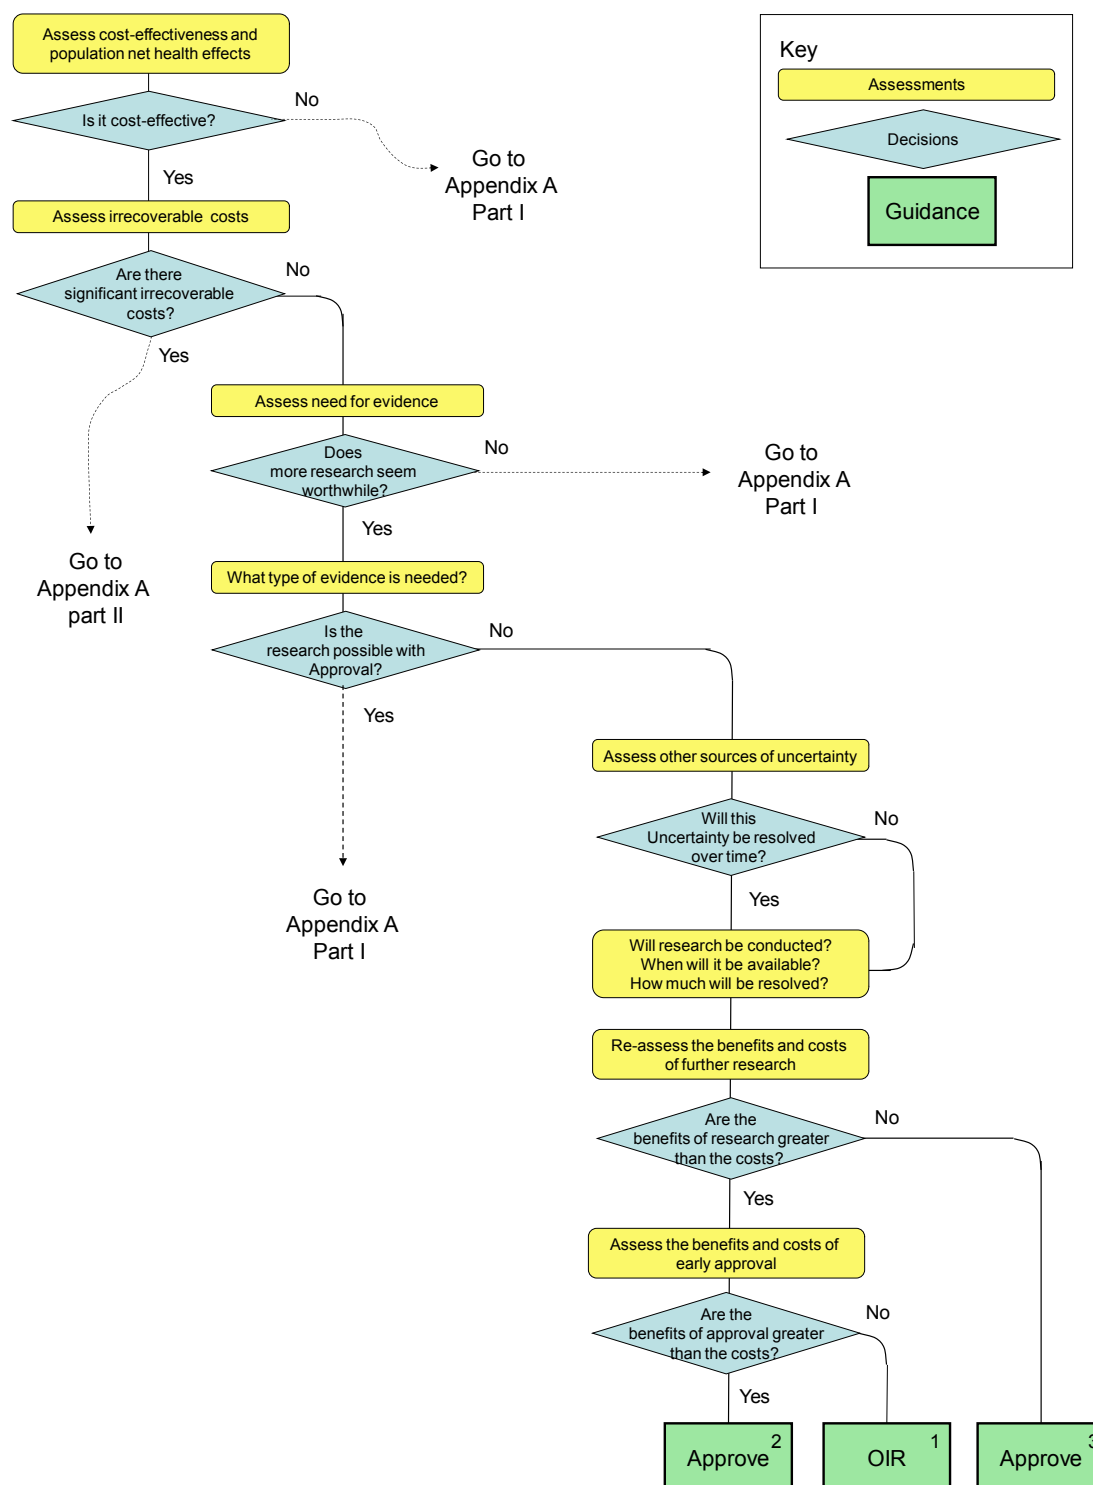 Assess cost-effectiveness and
population net health effects
Is it cost-effective?
No
Yes
Go to
Appendix A
Part I
Key
Assessments
Decisions
Guidance
Assess irrecoverable costs
Are there
significant irrecoverable
costs?
No
Yes
Go to
Appendix A
part II
Assess need for evidence
Does
more research seem
worthwhile?
No
Yes
Go to
Appendix A
Part I
What type of evidence is needed?
Is the
research possible with
Approval?
No
Yes
Go to
Appendix A
Part I
Assess other sources of uncertainty
Will this
Uncertainty be resolved
over time?
No
Yes
Will research be conducted?
When will it be available?
How much will be resolved?
Re-assess the benefits and costs
of further research
Are the
benefits of research greater
than the costs?
No
Yes
Assess the benefits and costs of
early approval
Are the
benefits of approval greater
than the costs?
No
Yes
Approve 2
OIR 1
Approve 3